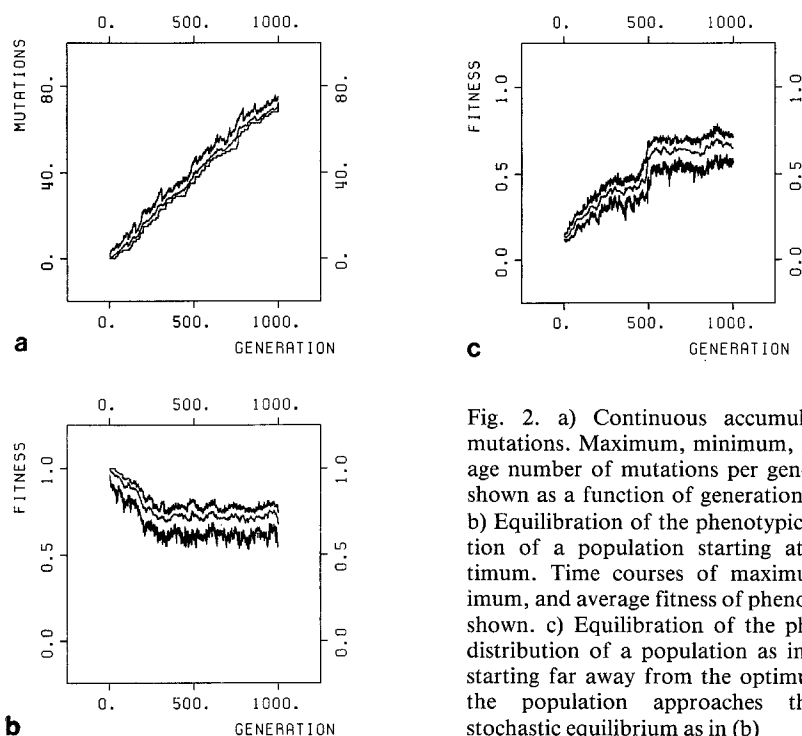 0. 500. 1000.
MUTATIONS
80. 80.
40. 40.
0. 0.
0. 500. 1000.
a
GENERATION
0. 500. 1000.
FITNESS
1.0 1.0
0.5 0.5
0.0 0.0
0. 500. 1000.
c
GENERATION
0. 500. 1000.
FITNESS
1.0 1.0
0.5 0.5
0.0 0.0
0. 500. 1000.
b
GENERATION
Fig. 2. a) Continuous accumul
mutations. Maximum, minimum,
age number of mutations per gen
shown as a function of generation
b) Equilibration of the phenotypic
tion of a population starting at
timum. Time courses of maximu
imum, and average fitness of pheno
shown. c) Equilibration of the ph
distribution of a population as in
starting far away from the optimu
the population approaches th
stochastic equilibrium as in (b)